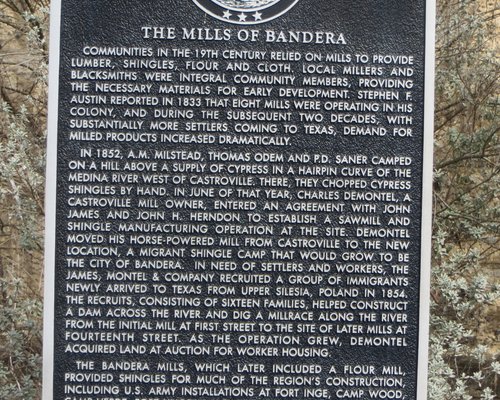 THE MILLS OF BANDERA
COMMUNITIES IN THE 19TH CENTURY RELIED ON MILLS TO PROVIDE
LUMBER, SHINGLES, FLOUR AND CLOTH. LOCAL MILLERS AND
BLACKSMITHS WERE INTEGRAL COMMUNITY MEMBERS, PROVIDING
THE NECESSARY MATERIALS FOR EARLY DEVELOPMENT. STEPHEN F.
AUSTIN REPORTED IN 1833 THAT EIGHT MILLS WERE OPERATING IN HIS
COLONY, AND DURING THE SUBSEQUENT TWO DECADES, WITH
SUBSTANTIALLY MORE SETTLERS COMING TO TEXAS, DEMAND FOR
MILLED PRODUCTS INCREASED DRAMATICALLY.
IN 1852, A.M. MILSTEAD, THOMAS ODEM AND P.D. SANER CAMPED
ON A HILL ABOVE A SUPPLY OF CYPRESS IN A HAIRPIN CURVE OF THE
MEDINA RIVER WEST OF CASTROVILLE. THERE, THEY CHOPPED CYPRESS
SHINGLES BY HAND. IN JUNE OF THAT YEAR, CHARLES DEMONTEL, A
CASTROVILLE MILL OWNER, ENTERED AN AGREEMENT WITH JOHN
JAMES AND JOHN H. HERNDON TO ESTABLISH A SAWMILL AND
SHINGLE MANUFACTURING OPERATION AT THE SITE. DEMONTEL
MOVED HIS HORSE-POWERED MILL FROM CASTROVILLE TO THE NEW
LOCATION, A MIGRANT SHINGLE CAMP THAT WOULD GROW TO BE
THE CITY OF BANDERA. IN NEED OF SETTLERS AND WORKERS, THE
JAMES, MONTEL & COMPANY RECRUITED A GROUP OF IMMIGRANTS
NEWLY ARRIVED TO TEXAS FROM UPPER SILESIA, POLAND IN 1854.
THE RECRUITS, CONSISTING OF SIXTEEN FAMILIES, HELPED CONSTRUCT
A DAM ACROSS THE RIVER AND DIG A MILLRACE ALONG THE RIVER
FROM THE INITIAL MILL AT FIRST STREET TO THE SITE OF LATER MILLS AT
FOURTEENTH STREET. AS THE OPERATION GREW, DEMONTEL
ACQUIRED LAND AT AUCTION FOR WORKER HOUSING.
THE BANDERA MILLS, WHICH LATER INCLUDED A FLOUR MILL,
PROVIDED SHINGLES FOR MUCH OF THE REGION'S CONSTRUCTION,
INCLUDING U.S. ARMY INSTALLATIONS AT FORT INGE, CAMP WOOD,